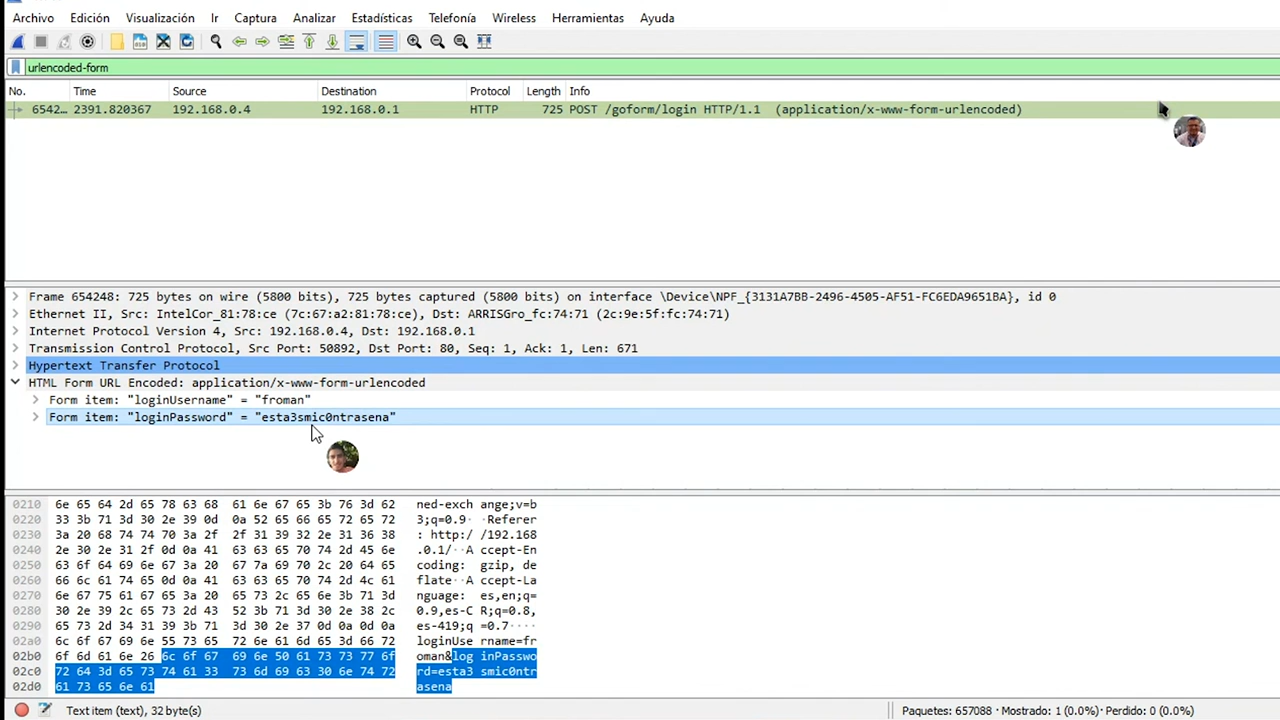 Archivo Edición Visualización Ir Captura Analizar Estadísticas Telefonía Wireless Herramientas Ayuda
urlencoded-form
No. Time Source Destination Protocol Length Info
6542… 2391.820367 192.168.0.4 192.168.0.1 HTTP 725 POST /goform/login HTTP/1.1 (application/x-www-form-urlencoded)
Frame 654248: 725 bytes on wire (5800 bits), 725 bytes captured (5800 bits) on interface \Device\NPF_{3131A7BB-2496-4505-AF51-FC6EDA9651BA}, id 0
Ethernet II, Src: IntelCor_81:78:ce (7c:67:a2:81:78:ce), Dst: ARRISGro_fc:74:71 (2c:9e:5f:fc:74:71)
Internet Protocol Version 4, Src: 192.168.0.4, Dst: 192.168.0.1
Transmission Control Protocol, Src Port: 50892, Dst Port: 80, Seq: 1, Ack: 1, Len: 671
Hypertext Transfer Protocol
HTML Form URL Encoded: application/x-www-form-urlencoded
Form item: "loginUsername" = "froman"
Form item: "loginPassword" = "esta3smic0ntrasena"
0210 6e 65 64 2d 65 78 63 68 61 6e 67 65 3b 76 3d 62 ned-exch ange;v=b
0220 33 3b 71 3d 30 2e 39 0d 0a 52 65 66 65 72 65 72 3;q=0.9· ·Referer
0230 3a 20 68 74 74 70 3a 2f 2f 31 39 32 2e 31 36 38 : http:/ /192.168
0240 2e 30 2e 31 2f 0d 0a 41 63 63 65 70 74 2d 45 6e .0.1/··A ccept-En
0250 63 6f 64 69 6e 67 3a 20 67 7a 69 70 2c 20 64 65 coding: gzip, de
0260 66 6c 61 74 65 0d 0a 41 63 63 65 70 74 2d 4c 61 flate··A ccept-La
0270 6e 67 75 61 67 65 3a 20 65 73 2c 65 6e 3b 71 3d nguage: es,en;q=
0280 30 2e 39 2c 65 73 2d 43 52 3b 71 3d 30 2e 38 2c 0.9,es-C R;q=0.8,
0290 65 73 2d 34 31 39 3b 71 3d 30 2e 37 0d 0a 0d 0a es-419;q =0.7····
02a0 6c 6f 67 69 6e 55 73 65 72 6e 61 6d 65 3d 66 72 loginUse rname=fr
02b0 6f 6d 61 6e 26 6c 6f 67 69 6e 50 61 73 73 77 6f oman&log inPasswo
02c0 72 64 3d 65 73 74 61 33 73 6d 69 63 30 6e 74 72 rd=esta3 smic0ntr
02d0 61 73 65 6e 61 asena
Text item (text), 32 byte(s) Paquetes: 657088 · Mostrado: 1 (0.0%) · Perdido: 0 (0.0%)